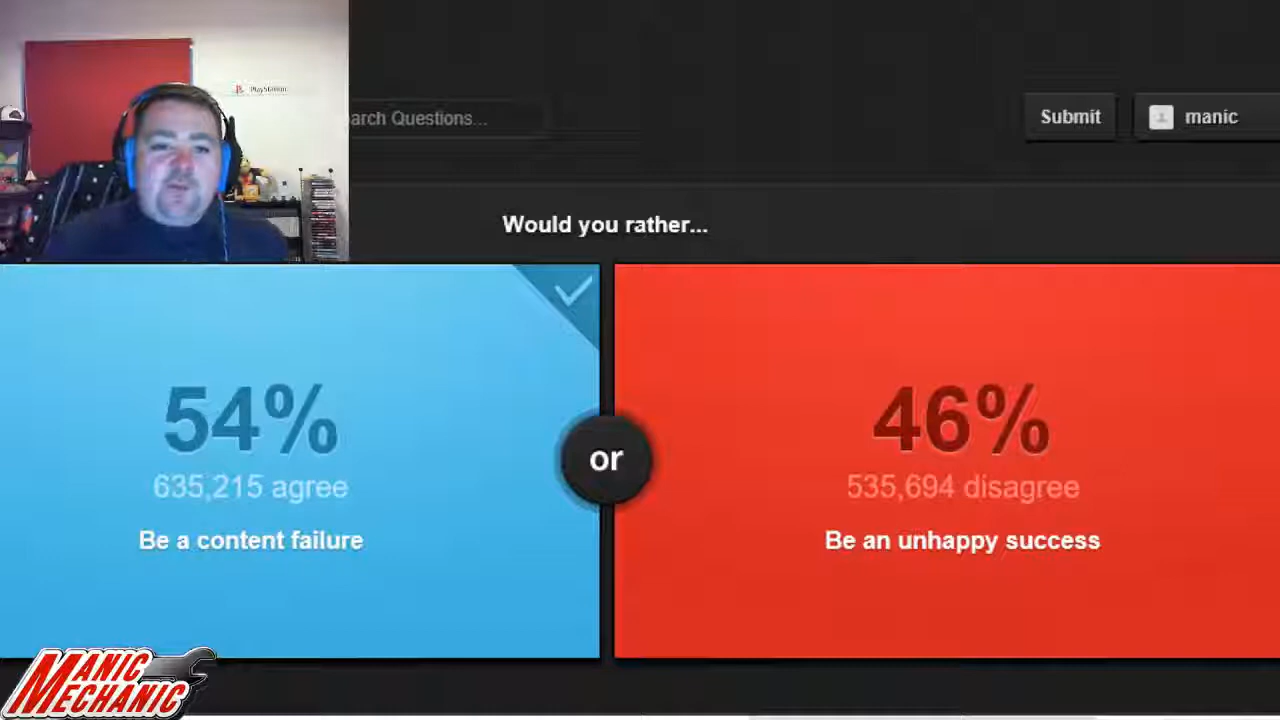 PlayStation
arch Questions...
Submit
manic
Would you rather...
54%
635,215 agree
Be a content failure
or
46%
535,694 disagree
Be an unhappy success
MANIC
MECHANIC